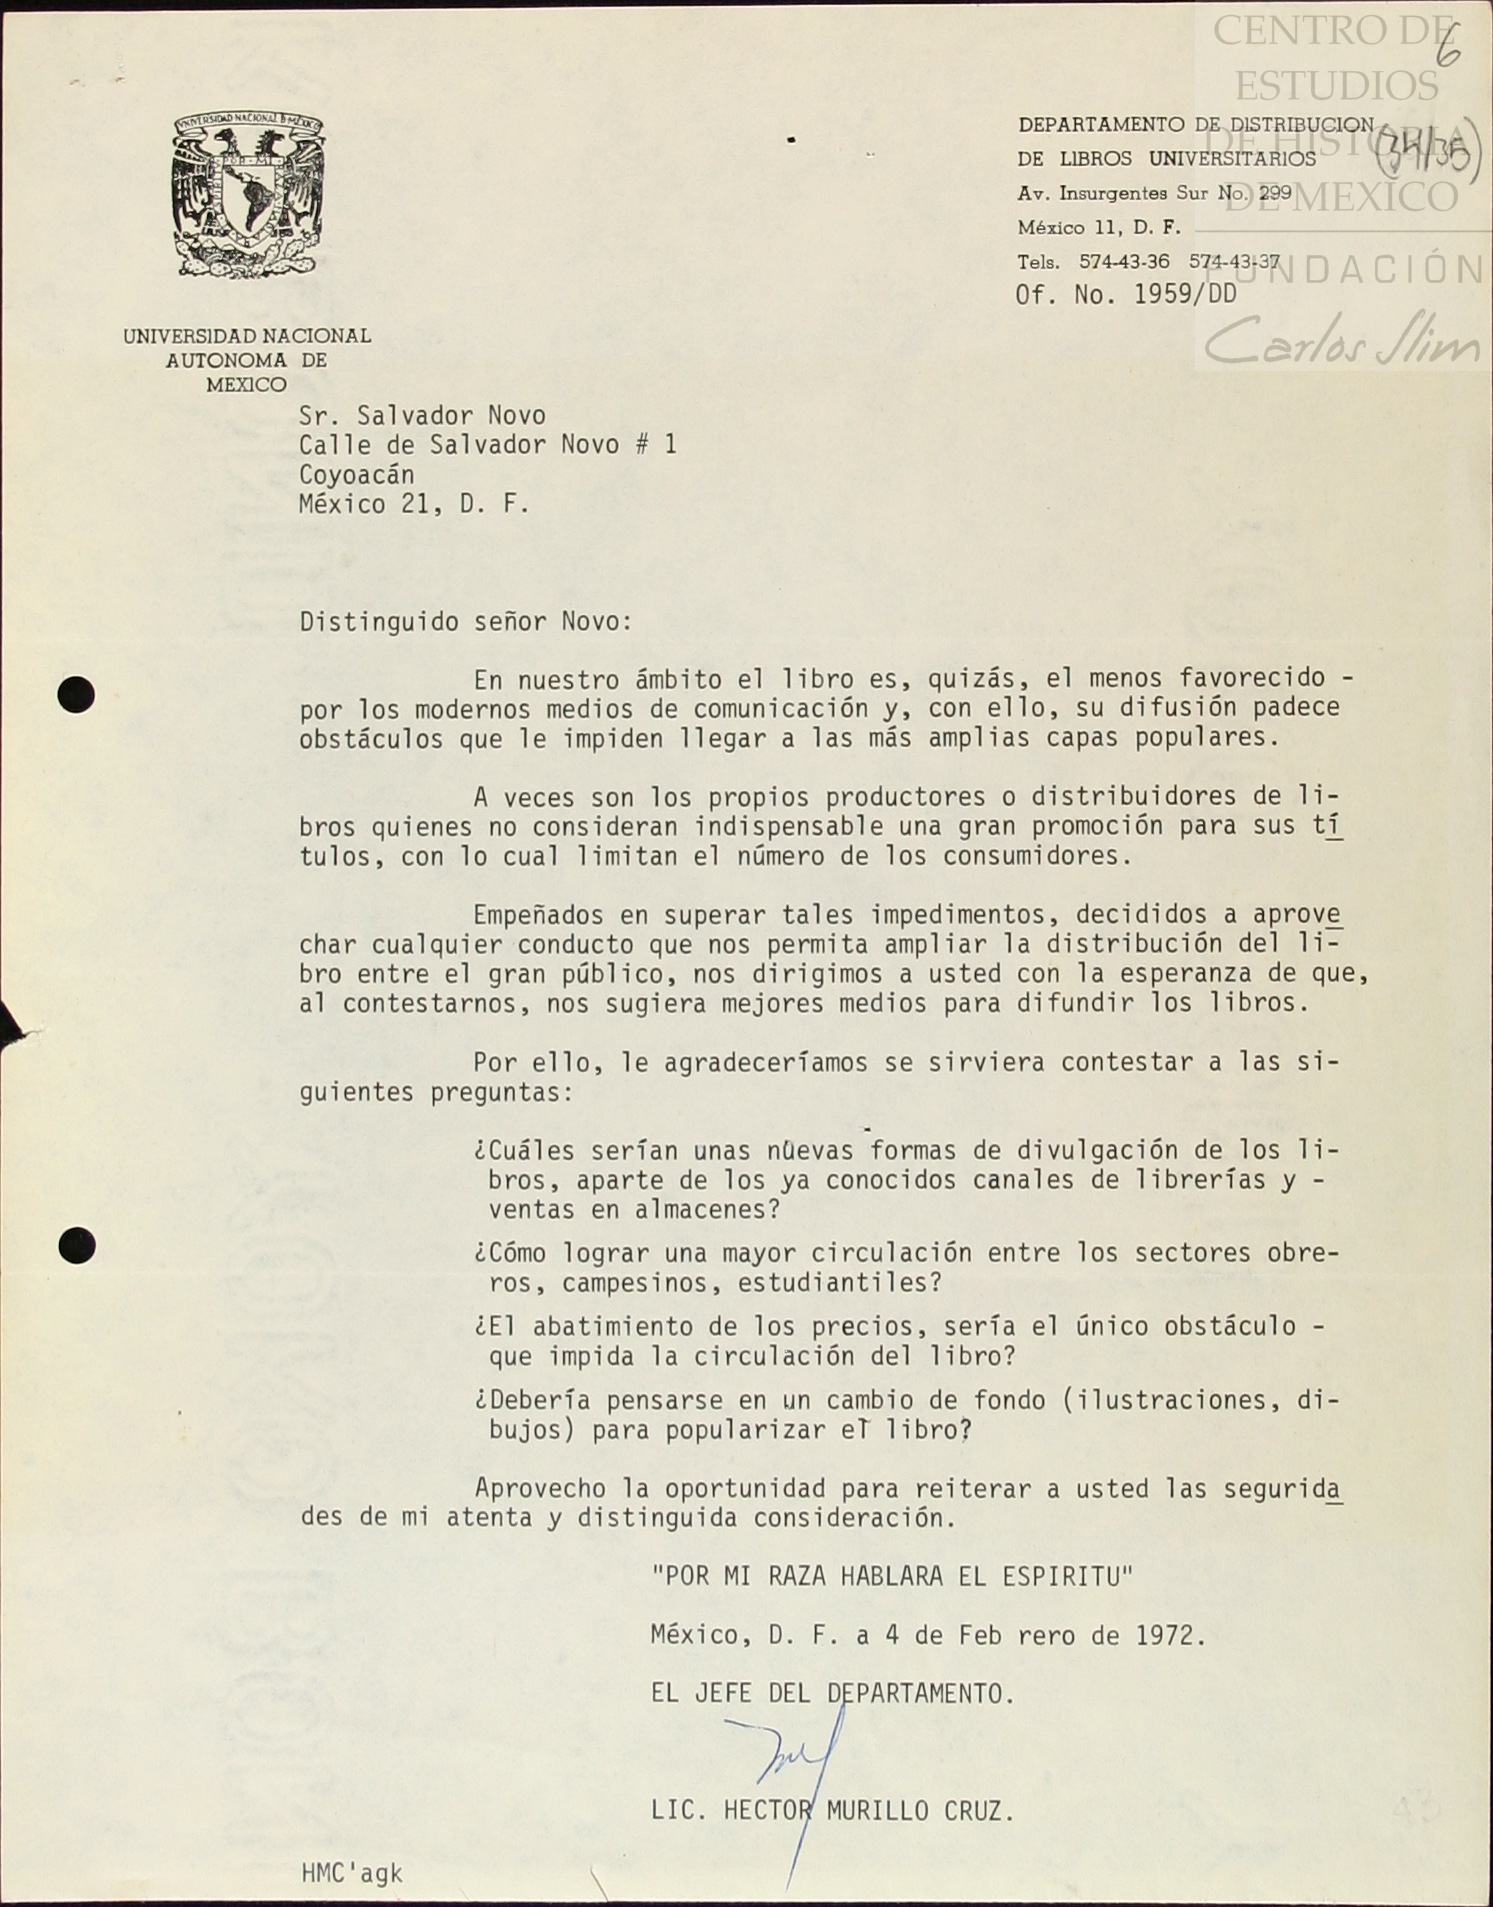 CENTRO DE
ESTUDIOS
DE HISTORIA
DE MEXICO
FUNDACIÓN
Carlos Slim
6
(34/35)
UNIVERSIDAD NACIONAL D MEXICO
POR MI
UNIVERSIDAD NACIONAL
AUTONOMA DE
MEXICO
DEPARTAMENTO DE DISTRIBUCION
DE LIBROS UNIVERSITARIOS
Av. Insurgentes Sur No. 299
México 11, D. F.
Tels. 574-43-36 574-43-37
Of. No. 1959/DD
Sr. Salvador Novo
Calle de Salvador Novo # 1
Coyoacán
México 21, D. F.
Distinguido señor Novo:
En nuestro ámbito el libro es, quizás, el menos favorecido -
por los modernos medios de comunicación y, con ello, su difusión padece
obstáculos que le impiden llegar a las más amplias capas populares.
A veces son los propios productores o distribuidores de li-
bros quienes no consideran indispensable una gran promoción para sus tí
tulos, con lo cual limitan el número de los consumidores.
Empeñados en superar tales impedimentos, decididos a aprove
char cualquier conducto que nos permita ampliar la distribución del li-
bro entre el gran público, nos dirigimos a usted con la esperanza de que,
al contestarnos, nos sugiera mejores medios para difundir los libros.
Por ello, le agradeceríamos se sirviera contestar a las si-
guientes preguntas:
¿Cuáles serían unas nuevas formas de divulgación de los li-
bros, aparte de los ya conocidos canales de librerías y -
ventas en almacenes?
¿Cómo lograr una mayor circulación entre los sectores obre-
ros, campesinos, estudiantiles?
¿El abatimiento de los precios, sería el único obstáculo -
que impida la circulación del libro?
¿Debería pensarse en un cambio de fondo (ilustraciones, di-
bujos) para popularizar el libro?
Aprovecho la oportunidad para reiterar a usted las segurida
des de mi atenta y distinguida consideración.
"POR MI RAZA HABLARA EL ESPIRITU"
México, D. F. a 4 de Feb rero de 1972.
EL JEFE DEL DEPARTAMENTO.
LIC. HECTOR MURILLO CRUZ.
43
HMC'agk